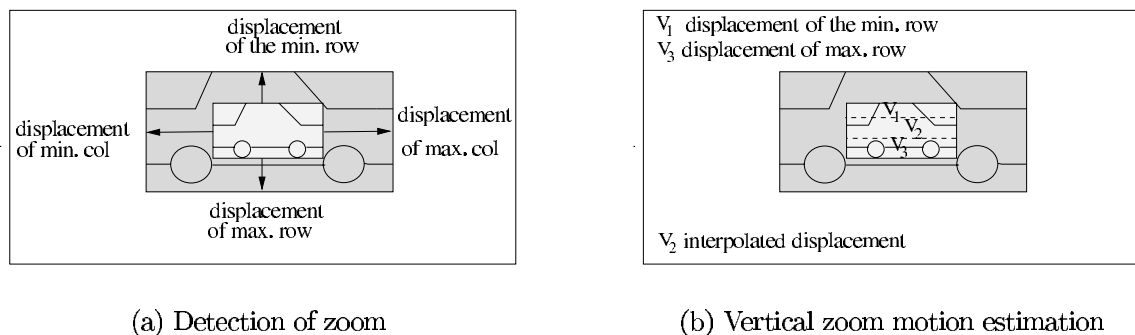 displacement
of the min. row
displacement
of min. col
displacement
of max. col
displacement
of max. row
(a) Detection of zoom
V1 displacement of the min. row
V3 displacement of max. row
V1
V2
V3
V2 interpolated displacement
(b) Vertical zoom motion estimation